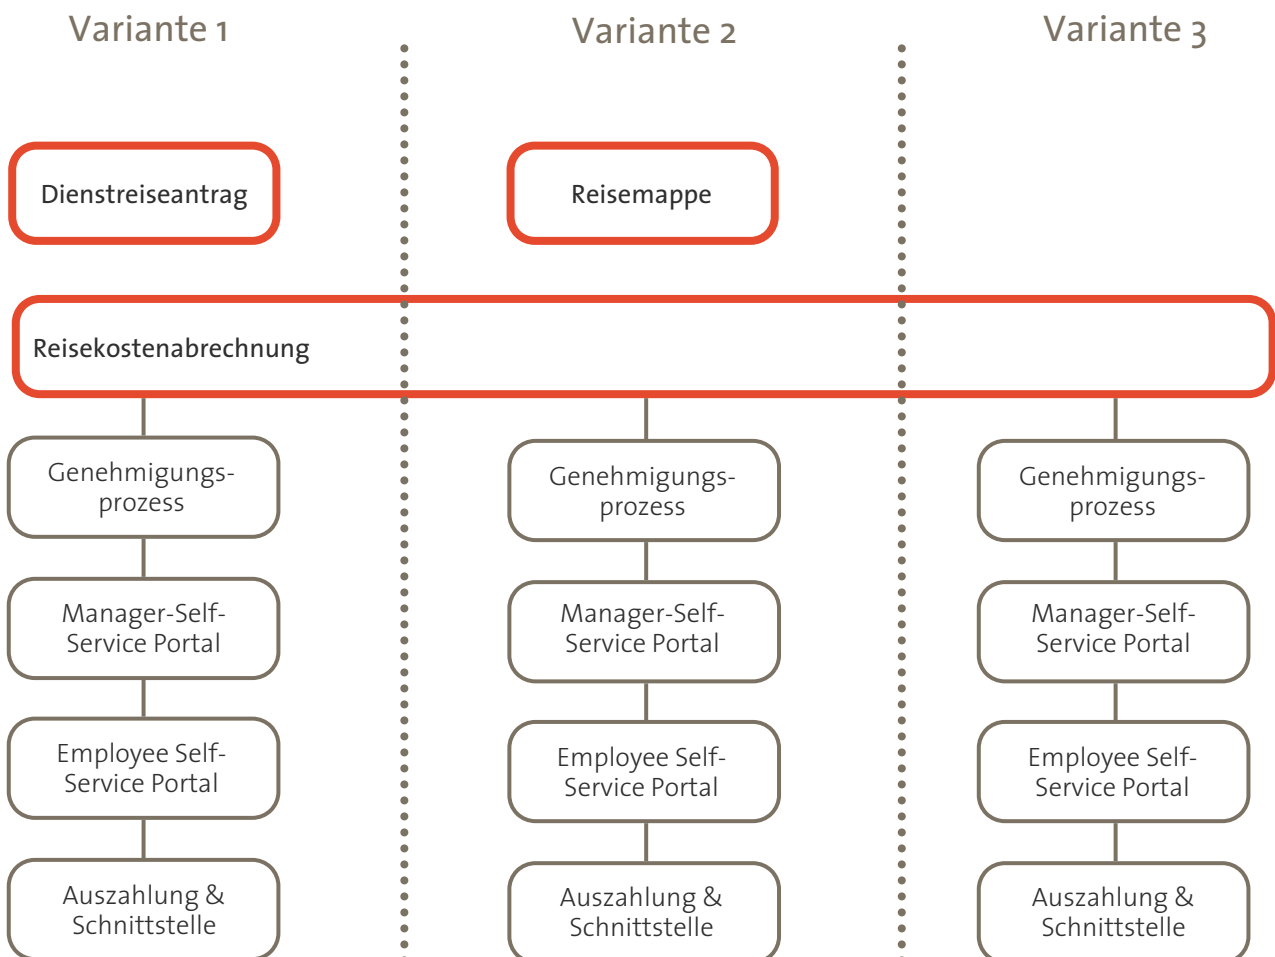 Variante 1
Variante 2
Variante 3
Dienstreiseantrag
Reisemappe
Reisekostenabrechnung
Genehmigungs-
prozess
Genehmigungs-
prozess
Genehmigungs-
prozess
Manager-Self-
Service Portal
Manager-Self-
Service Portal
Manager-Self-
Service Portal
Employee Self-
Service Portal
Employee Self-
Service Portal
Employee Self-
Service Portal
Auszahlung &
Schnittstelle
Auszahlung &
Schnittstelle
Auszahlung &
Schnittstelle